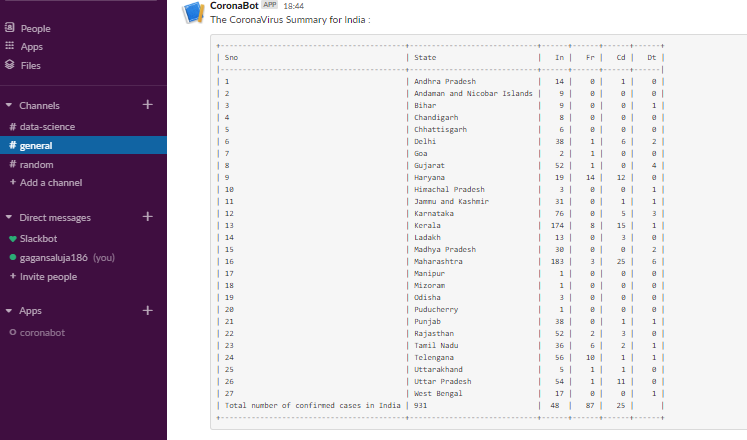 People
Apps
Files
Channels
# data-science
# general
# random
+ Add a channel
Direct messages
Slackbot
gagansaluja186 (you)
+ Invite people
Apps
coronabot
CoronaBot APP 18:44
The CoronaVirus Summary for India :
| Sno | State | In | Fr | Cd | Dt |
| 1 | Andhra Pradesh | 14 | 0 | 1 | 0 |
| 2 | Andaman and Nicobar Islands | 9 | 0 | 0 | 0 |
| 3 | Bihar | 9 | 0 | 0 | 1 |
| 4 | Chandigarh | 8 | 0 | 0 | 0 |
| 5 | Chhattisgarh | 6 | 0 | 0 | 0 |
| 6 | Delhi | 38 | 1 | 6 | 2 |
| 7 | Goa | 2 | 1 | 0 | 0 |
| 8 | Gujarat | 52 | 1 | 0 | 4 |
| 9 | Haryana | 19 | 14 | 12 | 0 |
| 10 | Himachal Pradesh | 3 | 0 | 0 | 1 |
| 11 | Jammu and Kashmir | 31 | 0 | 1 | 1 |
| 12 | Karnataka | 76 | 0 | 5 | 3 |
| 13 | Kerala | 174 | 8 | 15 | 1 |
| 14 | Ladakh | 13 | 0 | 3 | 0 |
| 15 | Madhya Pradesh | 30 | 0 | 0 | 2 |
| 16 | Maharashtra | 183 | 3 | 25 | 6 |
| 17 | Manipur | 1 | 0 | 0 | 0 |
| 18 | Mizoram | 1 | 0 | 0 | 0 |
| 19 | Odisha | 3 | 0 | 0 | 0 |
| 20 | Puducherry | 1 | 0 | 0 | 0 |
| 21 | Punjab | 38 | 0 | 1 | 1 |
| 22 | Rajasthan | 52 | 2 | 3 | 0 |
| 23 | Tamil Nadu | 36 | 6 | 2 | 1 |
| 24 | Telengana | 56 | 10 | 1 | 1 |
| 25 | Uttarakhand | 5 | 1 | 1 | 0 |
| 26 | Uttar Pradesh | 54 | 1 | 11 | 0 |
| 27 | West Bengal | 17 | 0 | 0 | 1 |
| Total number of confirmed cases in India | 931 | 48 | 87 | 25 | |